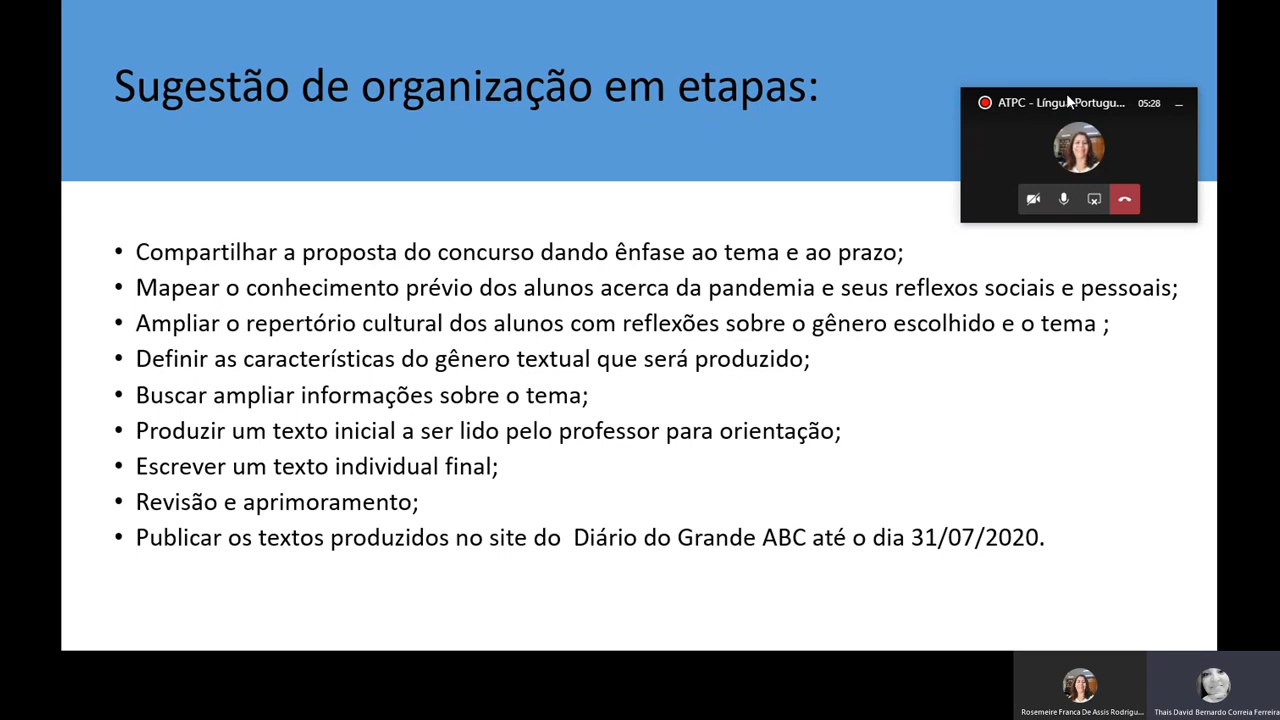 Sugestão de organização em etapas:
ATPC - Língu Portugu...
05:28
• Compartilhar a proposta do concurso dando ênfase ao tema e ao prazo;
• Mapear o conhecimento prévio dos alunos acerca da pandemia e seus reflexos sociais e pessoais;
• Ampliar o repertório cultural dos alunos com reflexões sobre o gênero escolhido e o tema ;
• Definir as características do gênero textual que será produzido;
• Buscar ampliar informações sobre o tema;
• Produzir um texto inicial a ser lido pelo professor para orientação;
• Escrever um texto individual final;
• Revisão e aprimoramento;
• Publicar os textos produzidos no site do  Diário do Grande ABC até o dia 31/07/2020.
Rosemeire Franca De Assis Rodrigu...
Thais David Bernardo Correia Ferreira